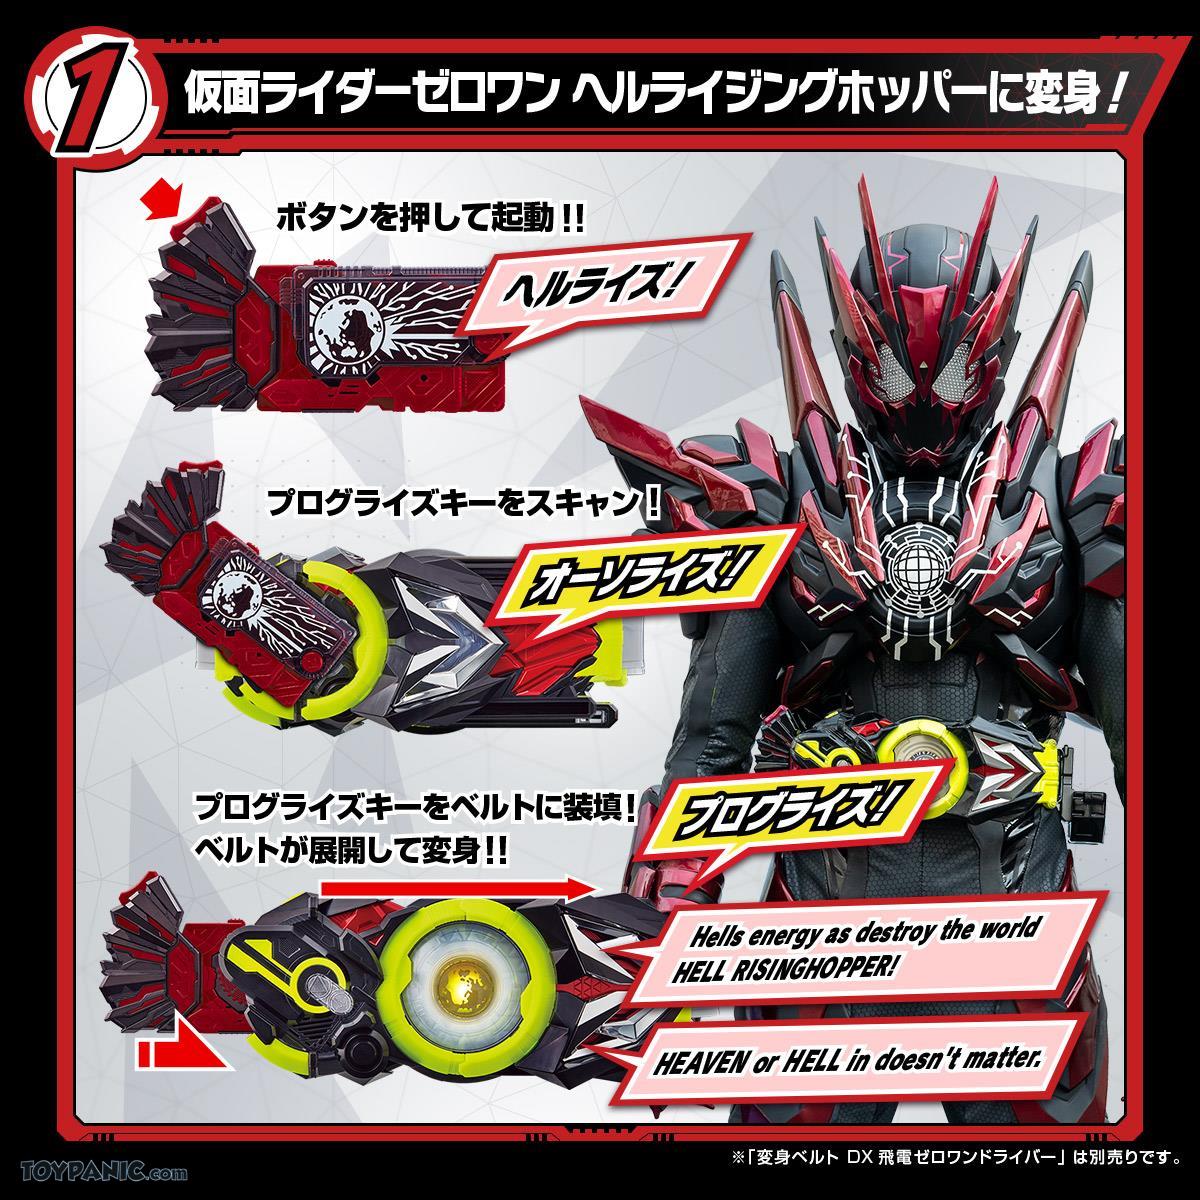 1
仮面ライダーゼロワン ヘルライジングホッパーに変身!
ボタンを押して起動!!
ヘルライズ!
プログライズキーをスキャン!
オーソライズ!
プログライズキーをベルトに装填!
ベルトが展開して変身!!
プログライズ!
Hells energy as destroy the world
HELL RISINGHOPPER!
HEAVEN or HELL in doesn't matter.
TOYPANIC.com
※「変身ベルト DX 飛電ゼロワンドライバー」は別売りです。